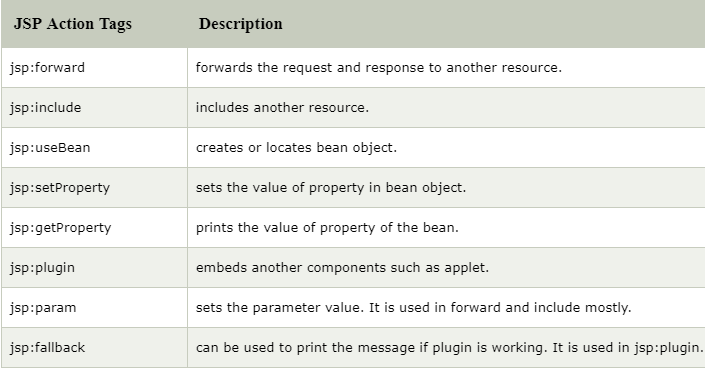 JSP Action Tags Description
jsp:forward forwards the request and response to another resource.
jsp:include includes another resource.
jsp:useBean creates or locates bean object.
jsp:setProperty sets the value of property in bean object.
jsp:getProperty prints the value of property of the bean.
jsp:plugin embeds another components such as applet.
jsp:param sets the parameter value. It is used in forward and include mostly.
jsp:fallback can be used to print the message if plugin is working. It is used in jsp:plugin.